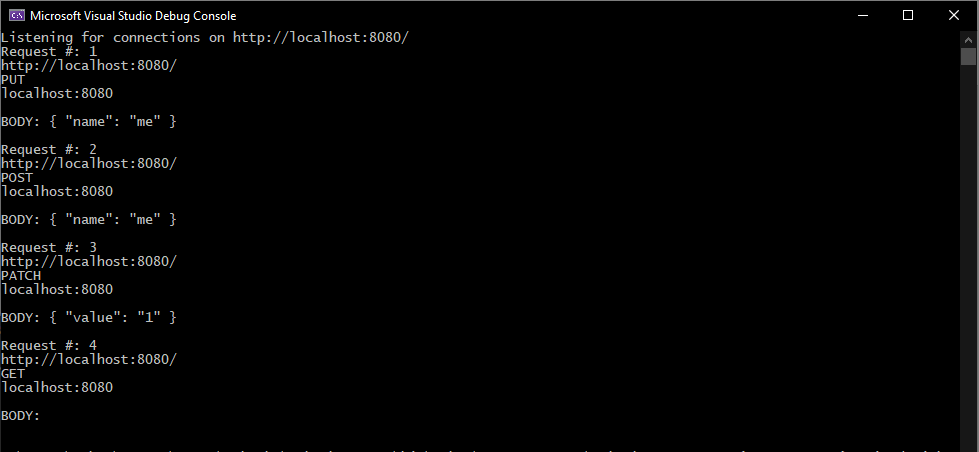 Microsoft Visual Studio Debug Console
Listening for connections on http://localhost:8080/
Request #: 1
http://localhost:8080/
PUT
localhost:8080
BODY: { "name": "me" }
Request #: 2
http://localhost:8080/
POST
localhost:8080
BODY: { "name": "me" }
Request #: 3
http://localhost:8080/
PATCH
localhost:8080
BODY: { "value": "1" }
Request #: 4
http://localhost:8080/
GET
localhost:8080
BODY: